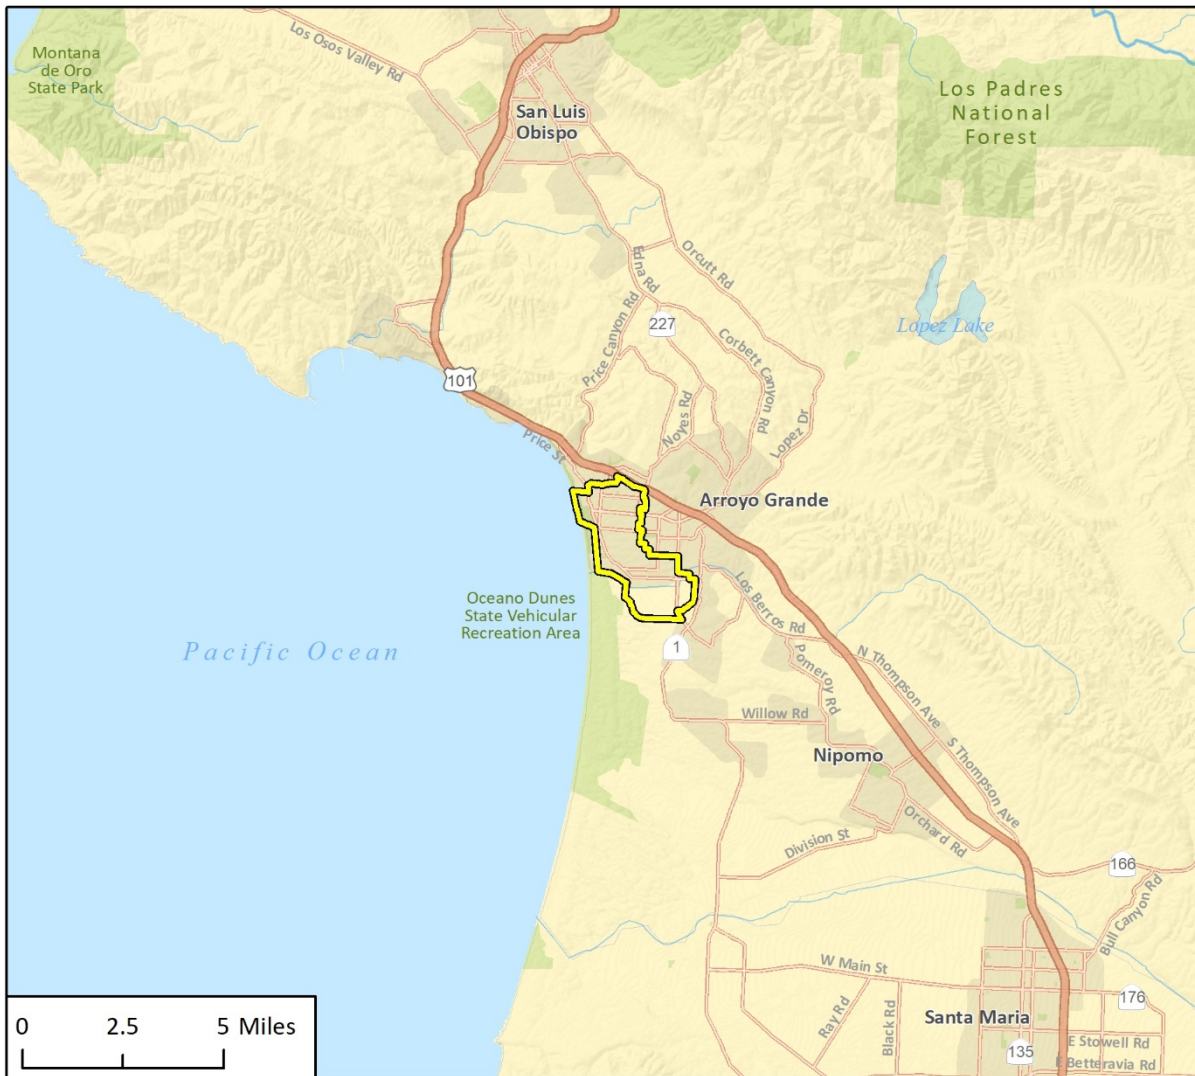 Montana
de Oro
State Park
Los Osos Valley Rd
San Luis
Obispo
Los Padres
National
Forest
Edna Rd
Orcutt Rd
227
Lopez Lake
Price Canyon Rd
Corbett Canyon Rd
101
Noyes Rd
Lopez Dr
Price St
Arroyo Grande
Oceano Dunes
State Vehicular
Recreation Area
Los Berros Rd
Pacific Ocean
1
Pomeroy Rd
N Thompson Ave
Willow Rd
S Thompson Ave
Nipomo
Orchard Rd
Division St
166
Bull Canyon Rd
W Main St
176
Ray Rd
Black Rd
Santa Maria
E Stowell Rd
135
E Betteravia Rd
0 2.5 5 Miles